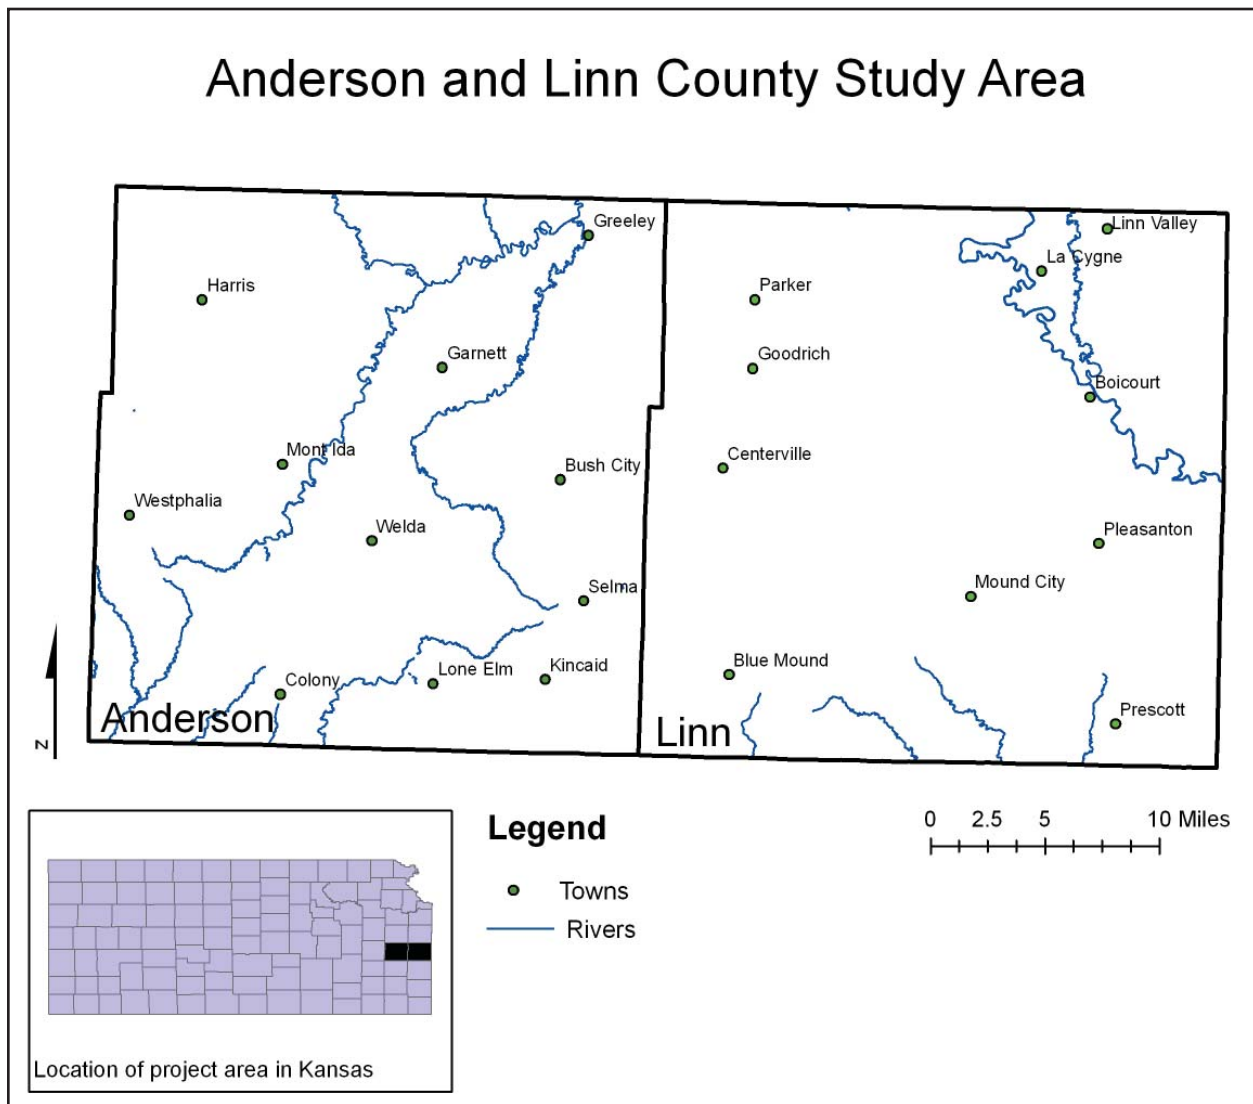 Anderson and Linn County Study Area
Greeley
Linn Valley
La Cygne
Harris
Parker
Garnett
Goodrich
Boicourt
Mont Ida
Bush City
Centerville
Westphalia
Welda
Pleasanton
Selma
Mound City
Colony
Lone Elm
Kincaid
Blue Mound
Prescott
Anderson
Linn
N
Legend
Towns
Rivers
0 2.5 5 10 Miles
Location of project area in Kansas